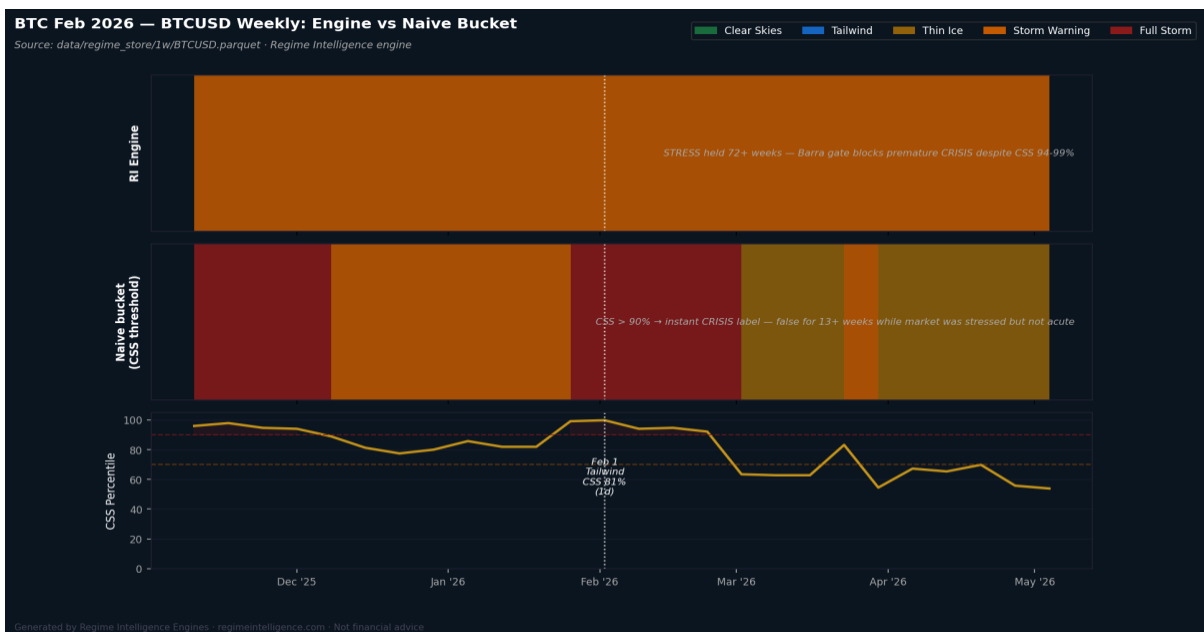 BTC Feb 2026 — BTCUSD Weekly: Engine vs Naive Bucket
Source: data/regime_store/1w/BTCUSD.parquet · Regime Intelligence engine
Clear Skies Tailwind Thin Ice Storm Warning Full Storm
RI Engine
STRESS held 72+ weeks — Barra gate blocks premature CRISIS despite CSS 94-99%
Naive bucket
(CSS threshold)
CSS > 90% → instant CRISIS label — false for 13+ weeks while market was stressed but not acute
CSS Percentile
100
80
60
40
20
0
Feb 1
Tailwind
CSS 81%
(1d)
Dec '25 Jan '26 Feb '26 Mar '26 Apr '26 May '26
Generated by Regime Intelligence Engines · regimeintelligence.com · Not financial advice